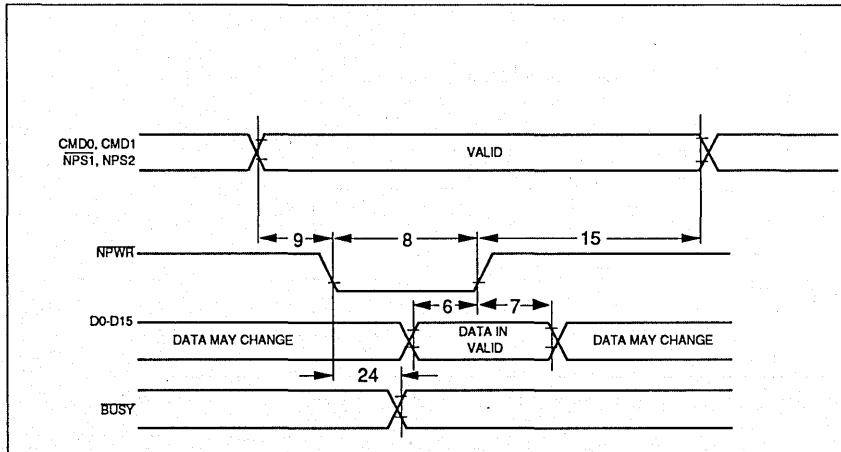 CMD0, CMD1
NPS1, NPS2
VALID
9
8
15
NPWR
6
7
D0-D15
DATA MAY CHANGE
DATA IN
VALID
DATA MAY CHANGE
24
BUSY